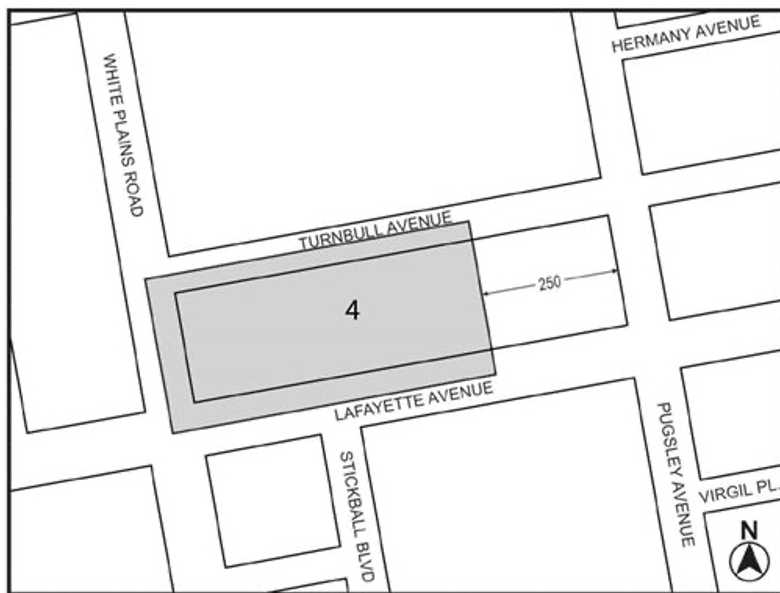 HERMANY AVENUE
WHITE PLAINS ROAD
TURNBULL AVENUE
250
4
LAFAYETTE AVENUE
STICKBALL BLVD
PUGSLEY AVENUE
VIRGIL PL.
N